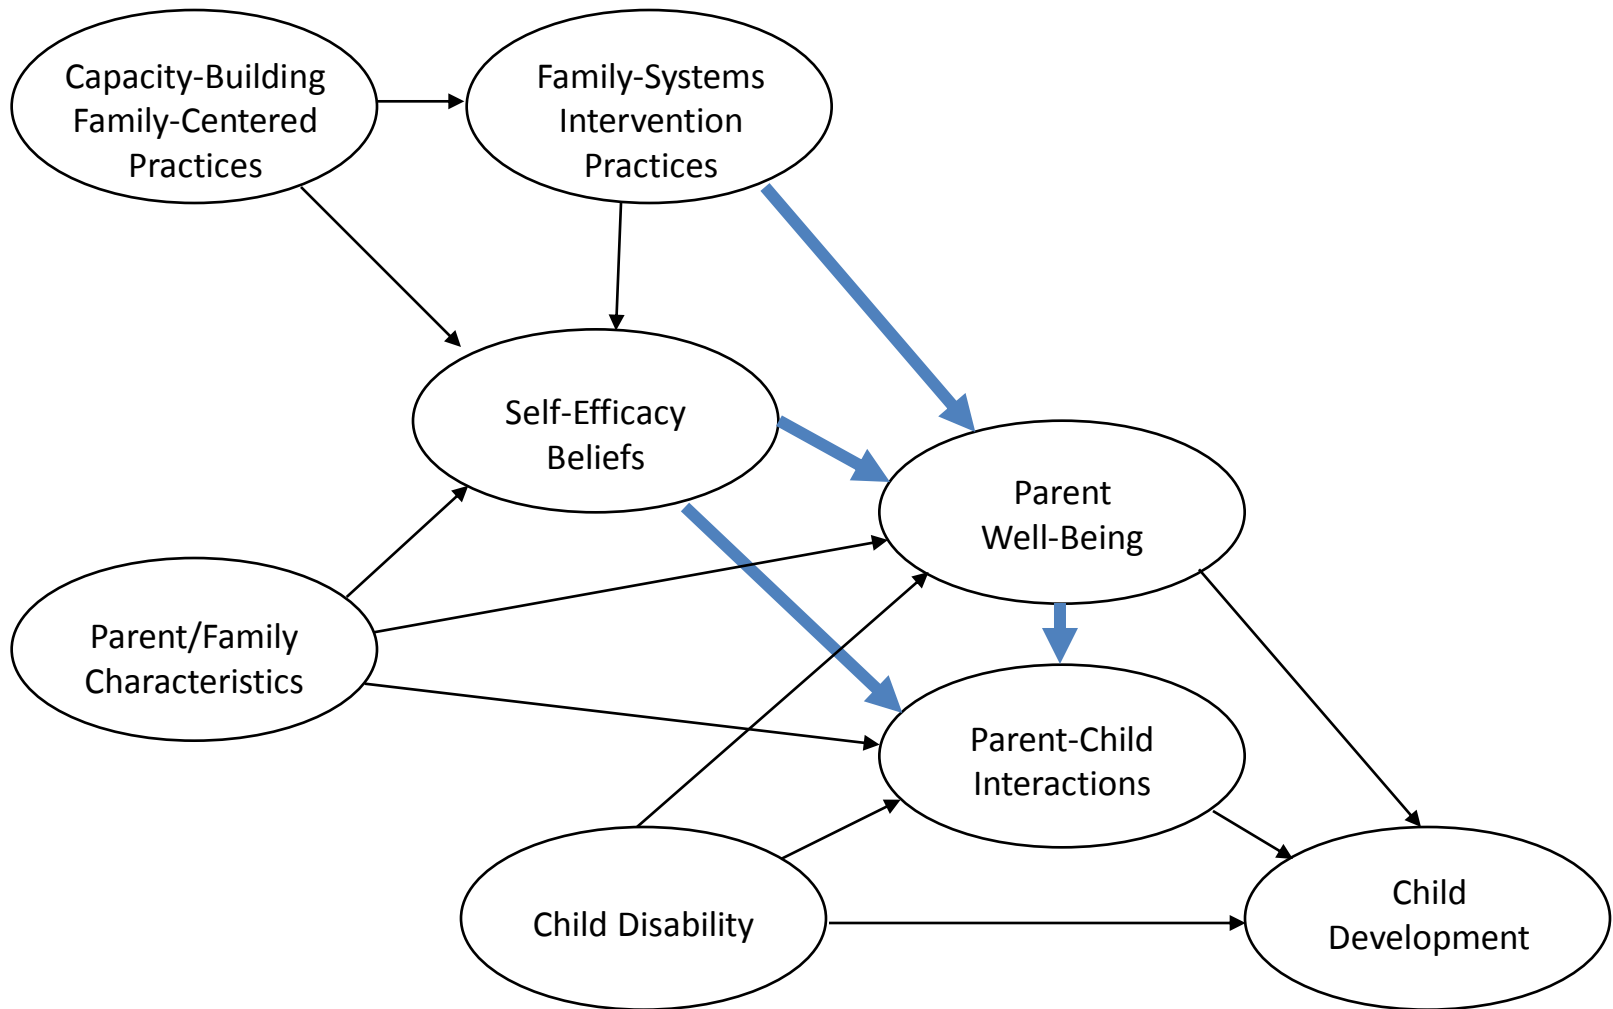 Capacity-Building
Family-Centered
Practices
Family-Systems
Intervention
Practices
Self-Efficacy
Beliefs
Parent
Well-Being
Parent/Family
Characteristics
Parent-Child
Interactions
Child Disability
Child
Development